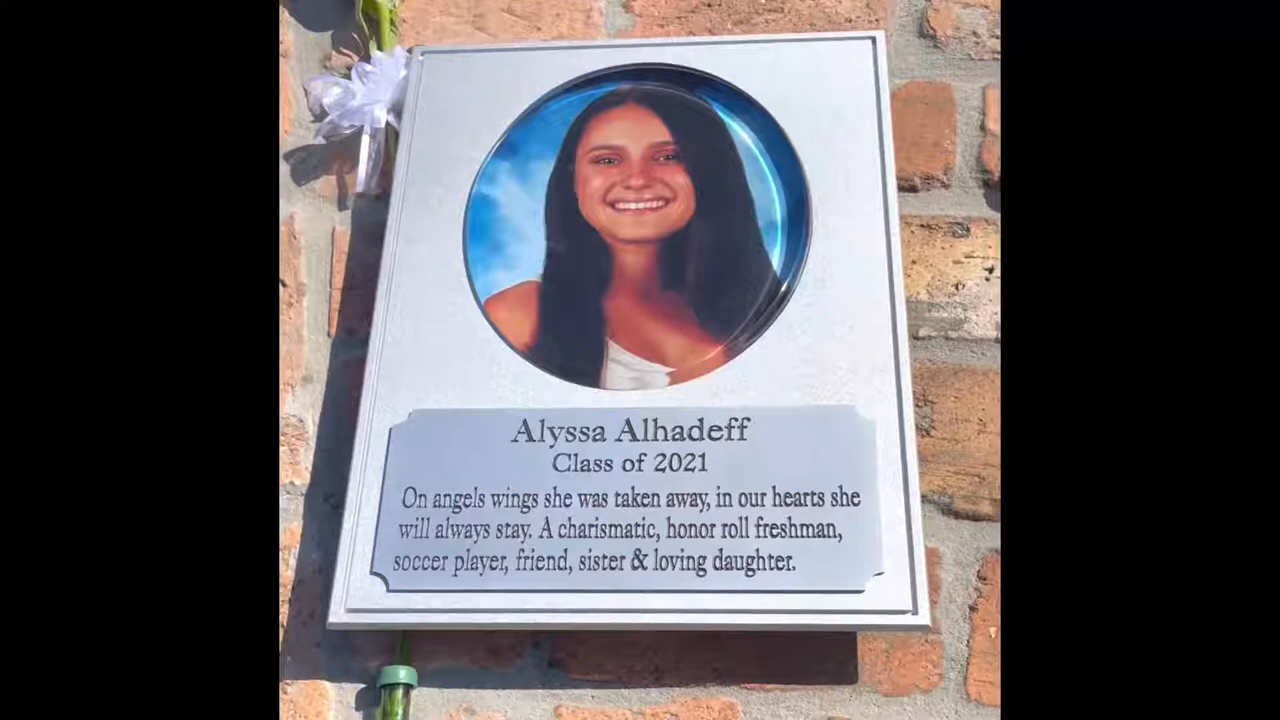 Alyssa Alhadeff
Class of 2021
On angels wings she was taken away, in our hearts she
will always stay. A charismatic, honor roll freshman,
soccer player, friend, sister & loving daughter.